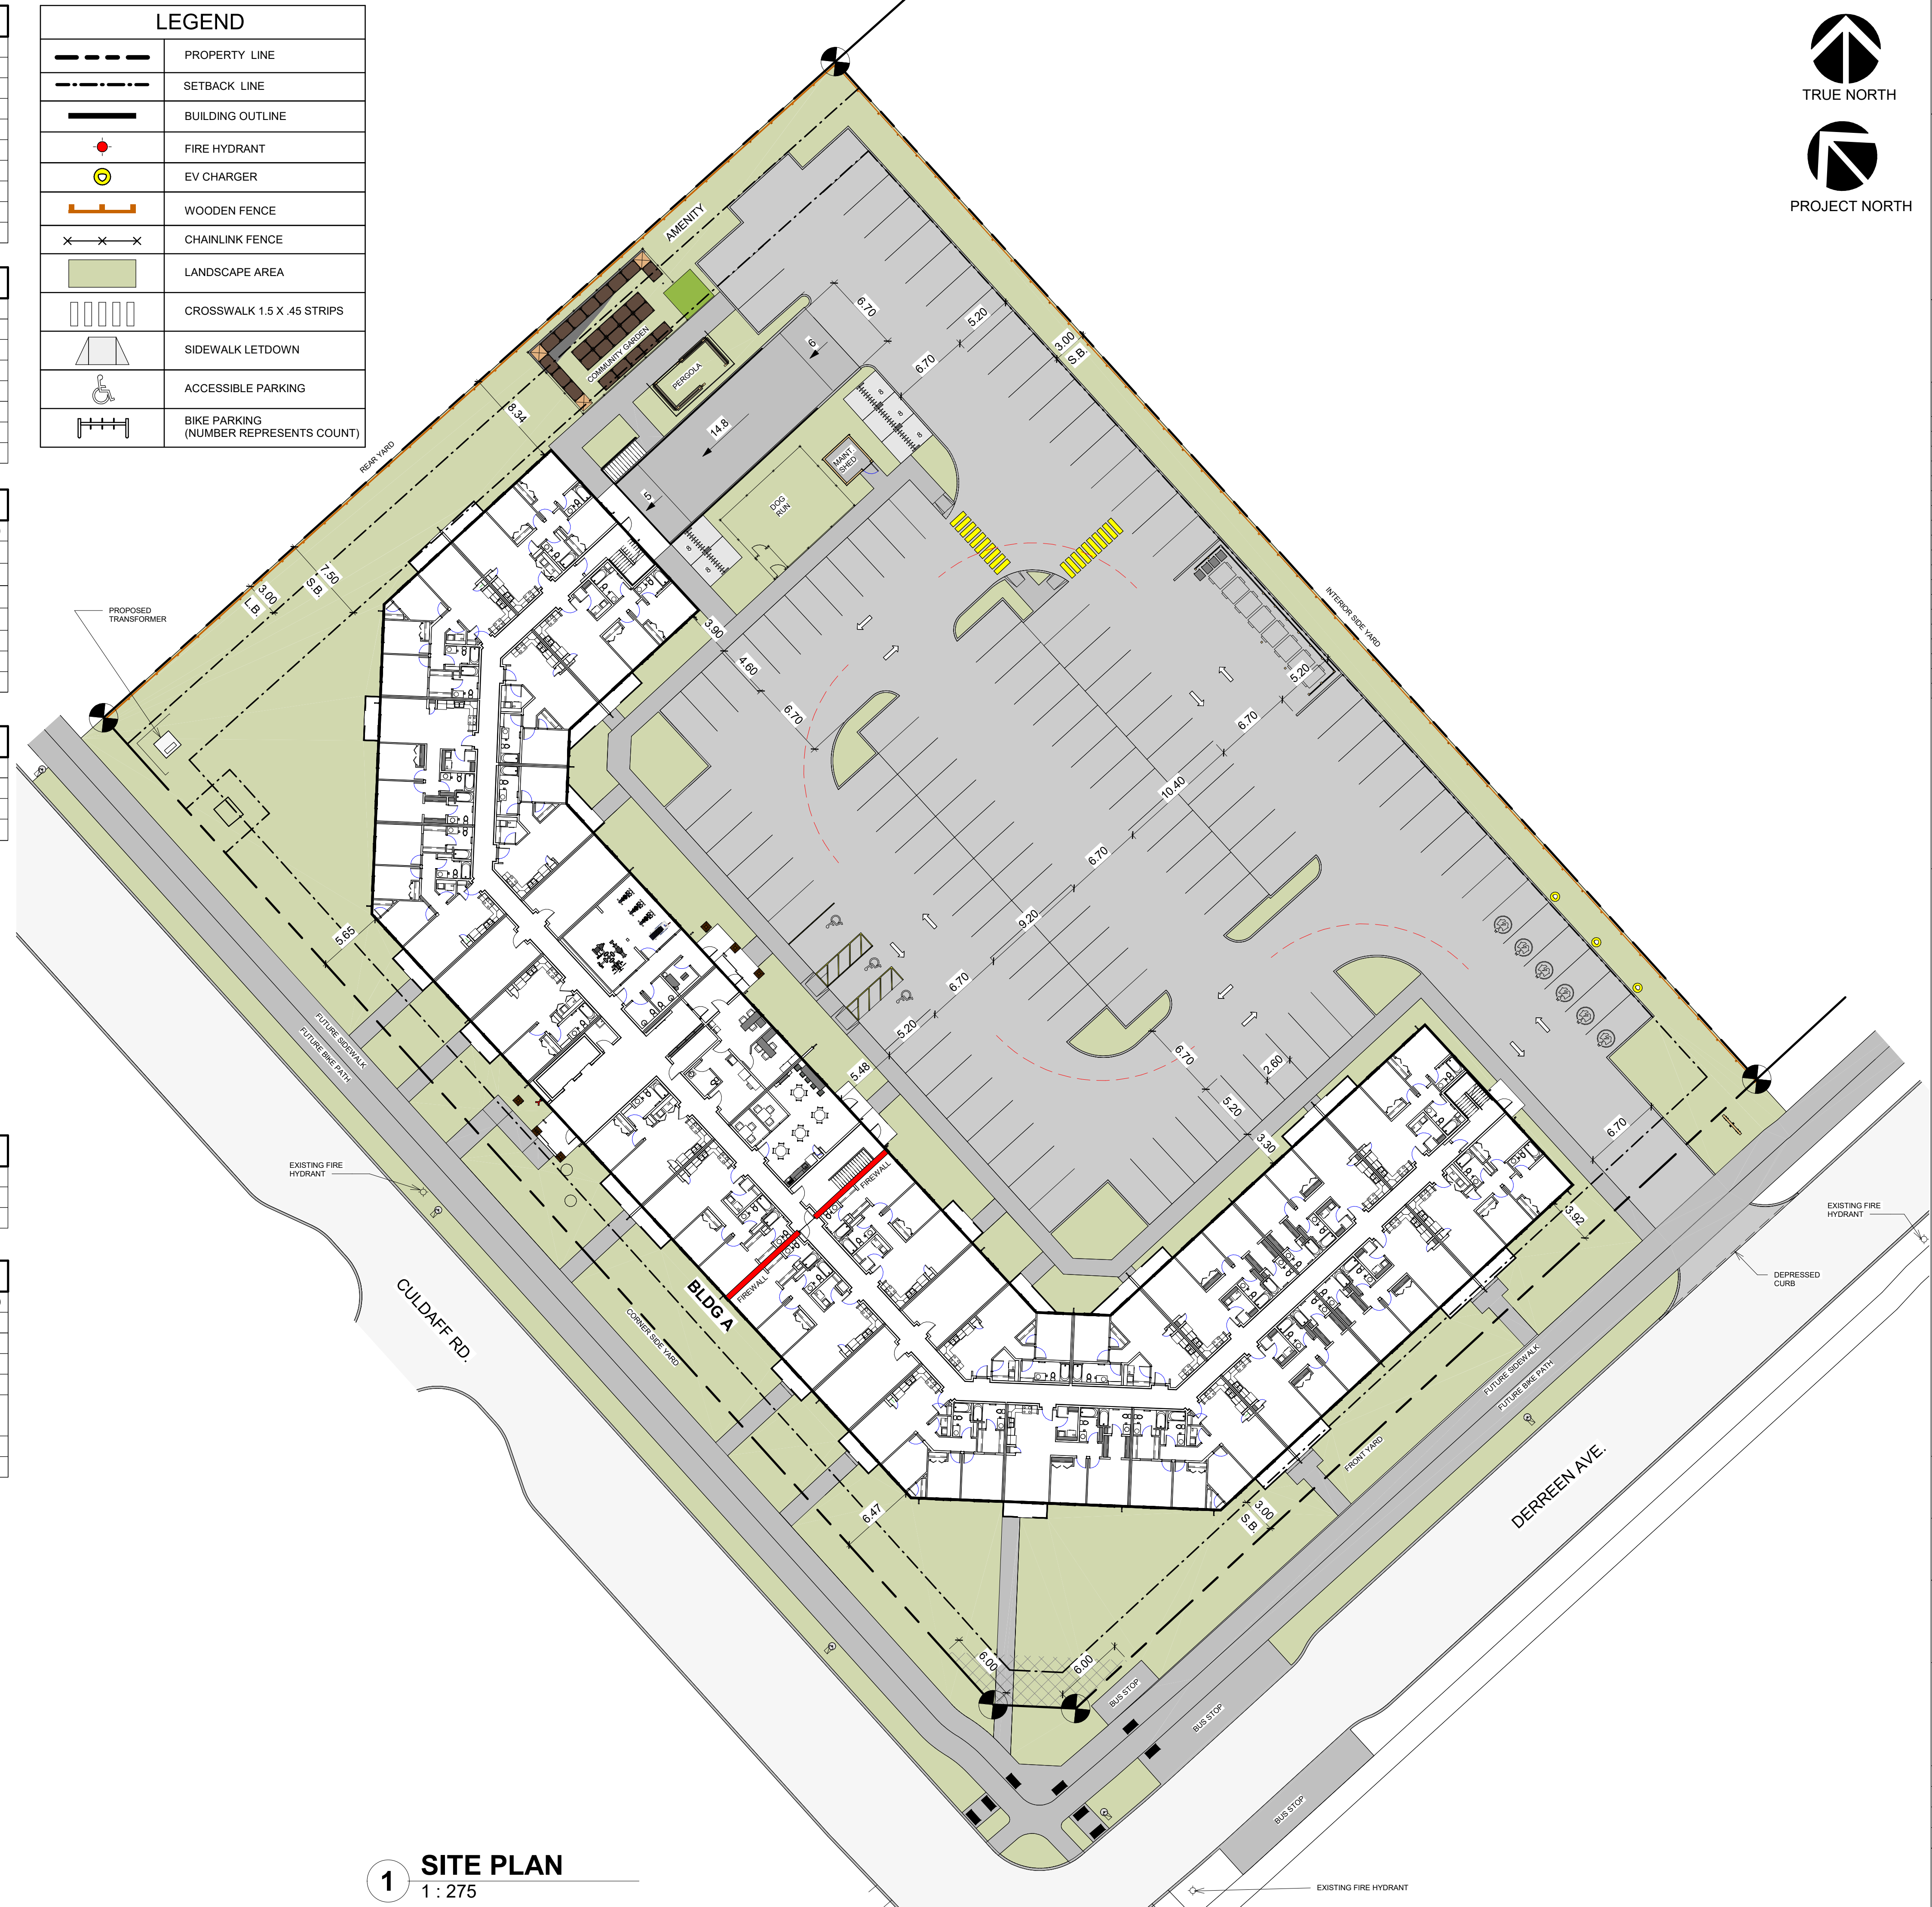 LEGEND
PROPERTY LINE
SETBACK LINE
BUILDING OUTLINE
FIRE HYDRANT
EV CHARGER
WOODEN FENCE
CHAINLINK FENCE
LANDSCAPE AREA
CROSSWALK 1.5 X .45 STRIPS
SIDEWALK LETDOWN
ACCESSIBLE PARKING
BIKE PARKING
(NUMBER REPRESENTS COUNT)
TRUE NORTH
PROJECT NORTH
AMENITY
COMMUNITY GARDEN
PERGOLA
6.70
5.20
3.00
S.B.
6.70
9
8
8
8
8
14.8
8.34
REAR YARD
MAINT.
SHED
DOG
RUN
5
8
8
7.50
S.B.
3.00
L.B.
PROPOSED
TRANSFORMER
INTERIOR SIDE YARD
3.90
4.60
6.70
5.20
6.70
10.40
6.70
9.20
6.70
5.20
5.48
5.65
FUTURE SIDEWALK
FUTURE BIKE PATH
6.70
2.60
5.20
3.30
6.70
3.92
EXISTING FIRE
HYDRANT
EXISTING FIRE
HYDRANT
FIREWALL
FIREWALL
BLDG A
DEPRESSED
CURB
CULDAFF RD.
CORNER SIDE YARD
FUTURE SIDEWALK
FUTURE BIKE PATH
FRONT YARD
DERREEN AVE.
6.47
3.00
S.B.
6.00
6.00
BUS STOP
BUS STOP
BUS STOP
EXISTING FIRE HYDRANT
1
SITE PLAN
1 : 275